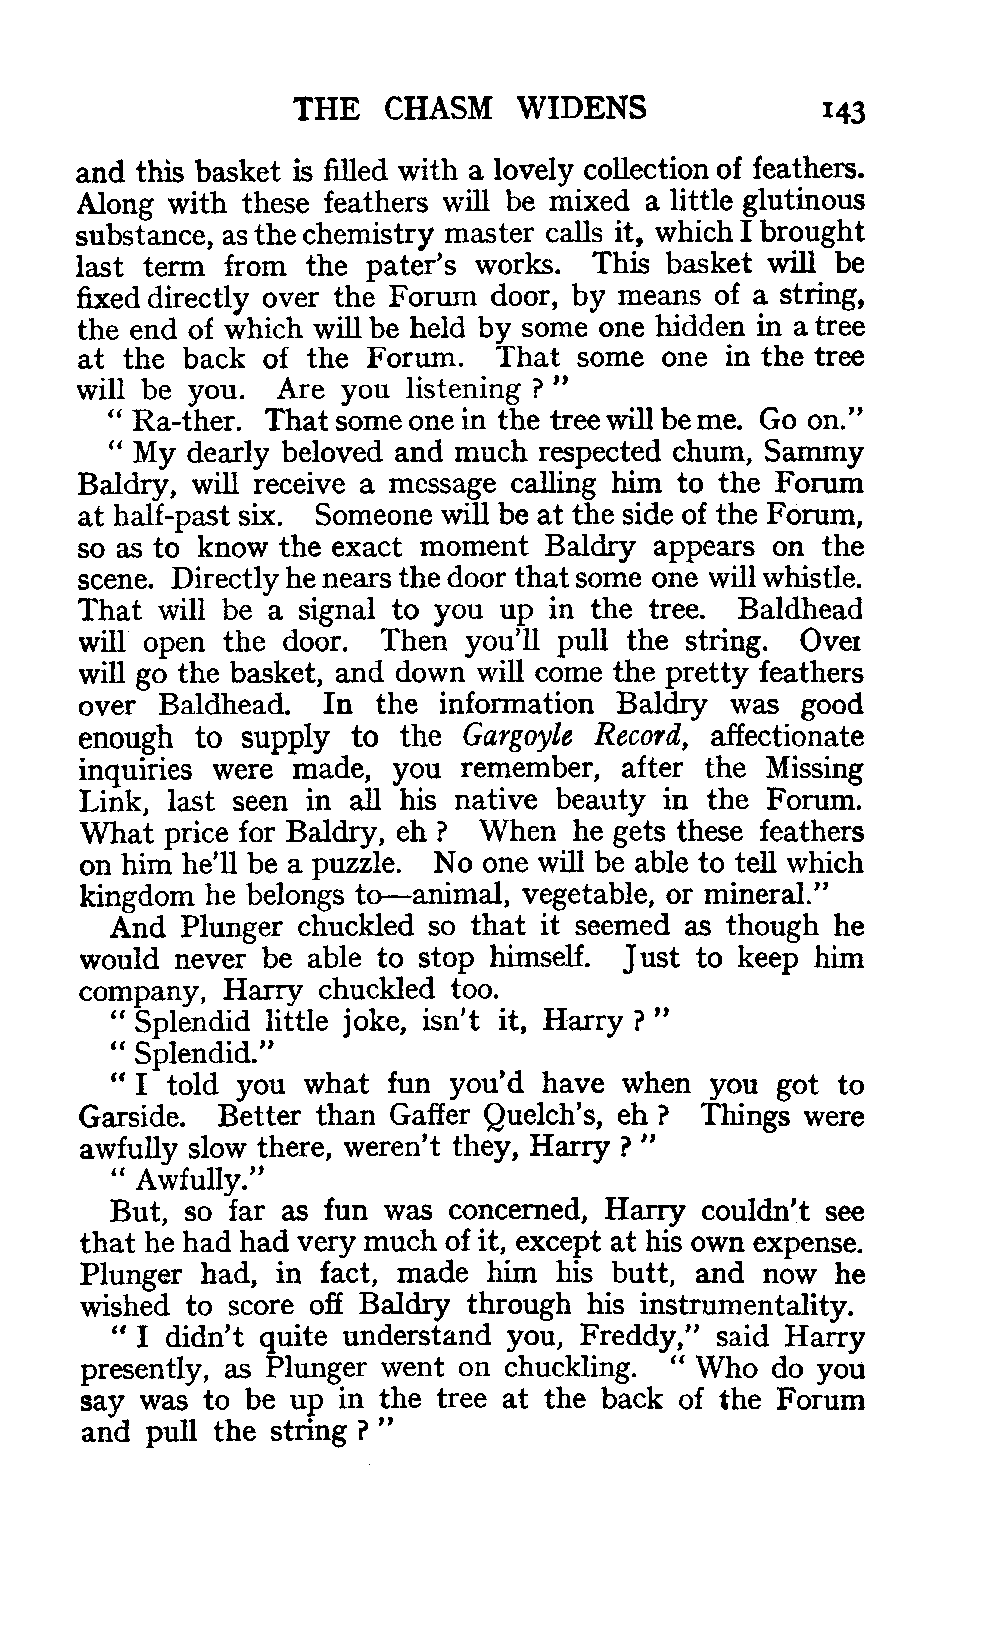 THE CHASM WIDENS 143
and this basket is filled with a lovely collection of feathers.
Along with these feathers will be mixed a little glutinous
substance, as the chemistry master calls it, which I brought
last term from the pater's works. This basket will be
fixed directly over the Forum door, by means of a string,
the end of which will be held by some one hidden in a tree
at the back of the Forum. That some one in the tree
will be you. Are you listening ? "
" Ra-ther. That some one in the tree will be me. Go on."
" My dearly beloved and much respected chum, Sammy
Baldry, will receive a message calling him to the Forum
at half-past six. Someone will be at the side of the Forum,
so as to know the exact moment Baldry appears on the
scene. Directly he nears the door that some one will whistle.
That will be a signal to you up in the tree. Baldhead
will open the door. Then you'll pull the string. Over
will go the basket, and down will come the pretty feathers
over Baldhead. In the information Baldry was good
enough to supply to the Gargoyle Record, affectionate
inquiries were made, you remember, after the Missing
Link, last seen in all his native beauty in the Forum.
What price for Baldry, eh ? When he gets these feathers
on him he'll be a puzzle. No one will be able to tell which
kingdom he belongs to—animal, vegetable, or mineral."
And Plunger chuckled so that it seemed as though he
would never be able to stop himself. Just to keep him
company, Harry chuckled too.
" Splendid little joke, isn't it, Harry ? "
" Splendid."
" I told you what fun you'd have when you got to
Garside. Better than Gaffer Quelch's, eh ? Things were
awfully slow there, weren't they, Harry ? "
" Awfully."
But, so far as fun was concerned, Harry couldn't see
that he had had very much of it, except at his own expense.
Plunger had, in fact, made him his butt, and now he
wished to score off Baldry through his instrumentality.
" I didn't quite understand you, Freddy," said Harry
presently, as Plunger went on chuckling. " Who do you
say was to be up in the tree at the back of the Forum
and pull the string ? "